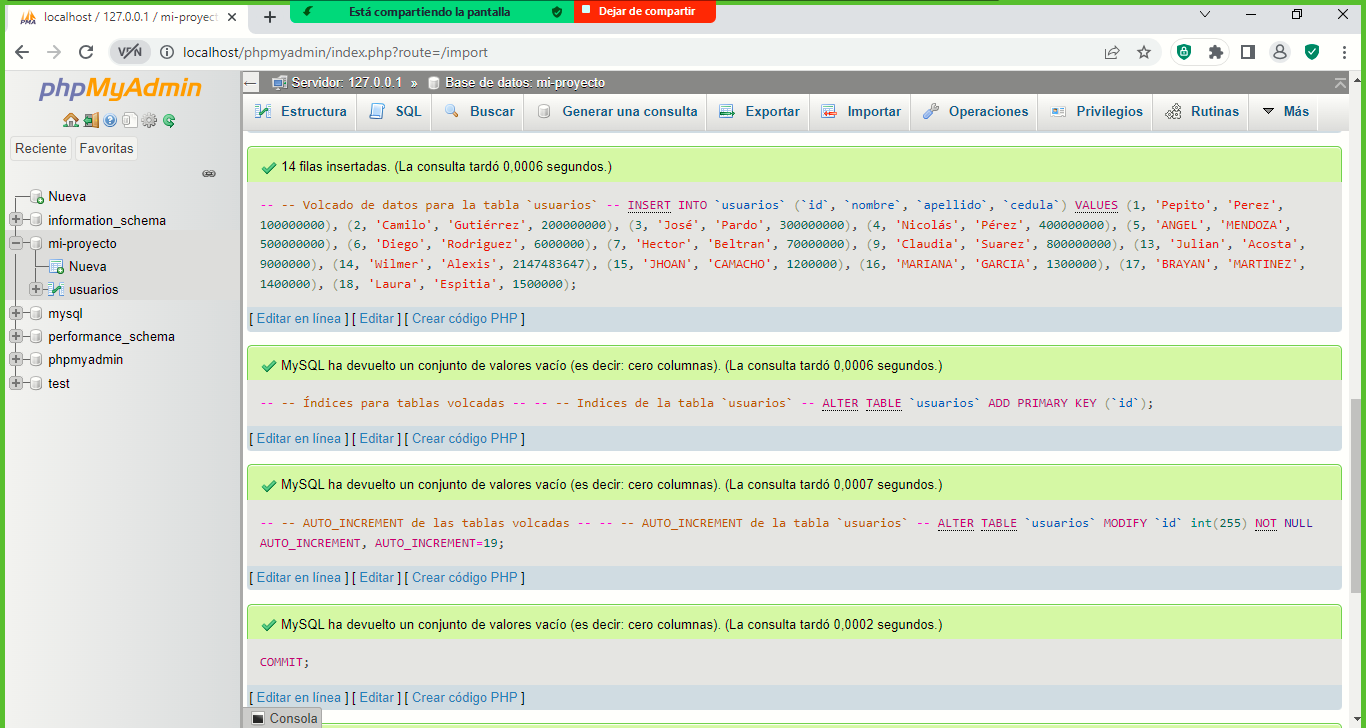 localhost / 127.0.0.1 / mi-proyect
Está compartiendo la pantalla
Dejar de compartir
VPN
localhost/phpmyadmin/index.php?route=/import
phpMyAdmin
Reciente
Favoritas
Nueva
information_schema
mi-proyecto
Nueva
usuarios
mysql
performance_schema
phpmyadmin
test
Servidor: 127.0.0.1 » Base de datos: mi-proyecto
Estructura SQL Buscar Generar una consulta Exportar Importar Operaciones Privilegios Rutinas Más
14 filas insertadas. (La consulta tardó 0,0006 segundos.)
-- -- Volcado de datos para la tabla `usuarios` -- INSERT INTO `usuarios` (`id`, `nombre`, `apellido`, `cedula`) VALUES (1, 'Pepito', 'Perez',
100000000), (2, 'Camilo', 'Gutiérrez', 200000000), (3, 'José', 'Pardo', 300000000), (4, 'Nicolás', 'Pérez', 400000000), (5, 'ANGEL', 'MENDOZA',
500000000), (6, 'Diego', 'Rodriguez', 6000000), (7, 'Hector', 'Beltran', 70000000), (9, 'Claudia', 'Suarez', 800000000), (13, 'Julian', 'Acosta',
9000000), (14, 'Wilmer', 'Alexis', 2147483647), (15, 'JHOAN', 'CAMACHO', 1200000), (16, 'MARIANA', 'GARCIA', 1300000), (17, 'BRAYAN', 'MARTINEZ',
1400000), (18, 'Laura', 'Espitia', 1500000);
[ Editar en línea ] [ Editar ] [ Crear código PHP ]
MySQL ha devuelto un conjunto de valores vacío (es decir: cero columnas). (La consulta tardó 0,0006 segundos.)
-- -- Índices para tablas volcadas -- -- -- Indices de la tabla `usuarios` -- ALTER TABLE `usuarios` ADD PRIMARY KEY (`id`);
[ Editar en línea ] [ Editar ] [ Crear código PHP ]
MySQL ha devuelto un conjunto de valores vacío (es decir: cero columnas). (La consulta tardó 0,0007 segundos.)
-- -- AUTO_INCREMENT de las tablas volcadas -- -- -- AUTO_INCREMENT de la tabla `usuarios` -- ALTER TABLE `usuarios` MODIFY `id` int(255) NOT NULL
AUTO_INCREMENT, AUTO_INCREMENT=19;
[ Editar en línea ] [ Editar ] [ Crear código PHP ]
MySQL ha devuelto un conjunto de valores vacío (es decir: cero columnas). (La consulta tardó 0,0002 segundos.)
COMMIT;
[ Editar en línea ] [ Editar ] [ Crear código PHP ]
Consola